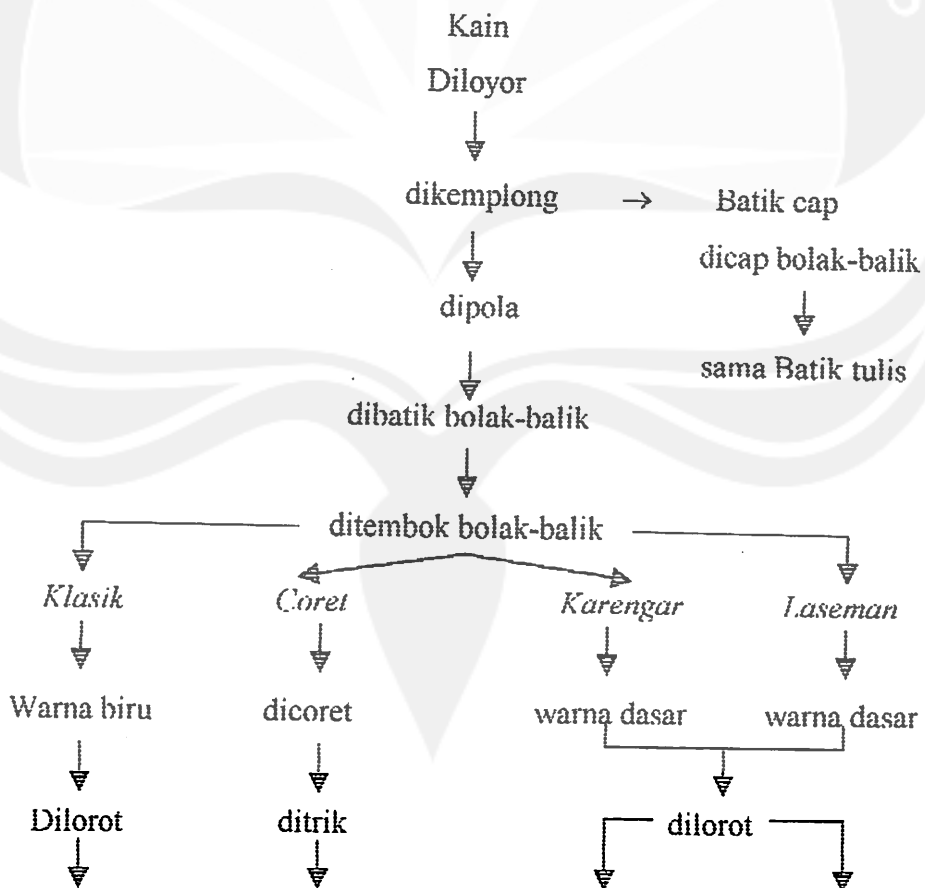 Kain
Diloyor
dikemplong → Batik cap
dicap bolak-balik
dipola
sama Batik tulis
dibatik bolak-balik
ditembok bolak-balik
Klasik Coret Karengar Laseman
Warna biru dicoret warna dasar warna dasar
Dilorot ditrik dilorot